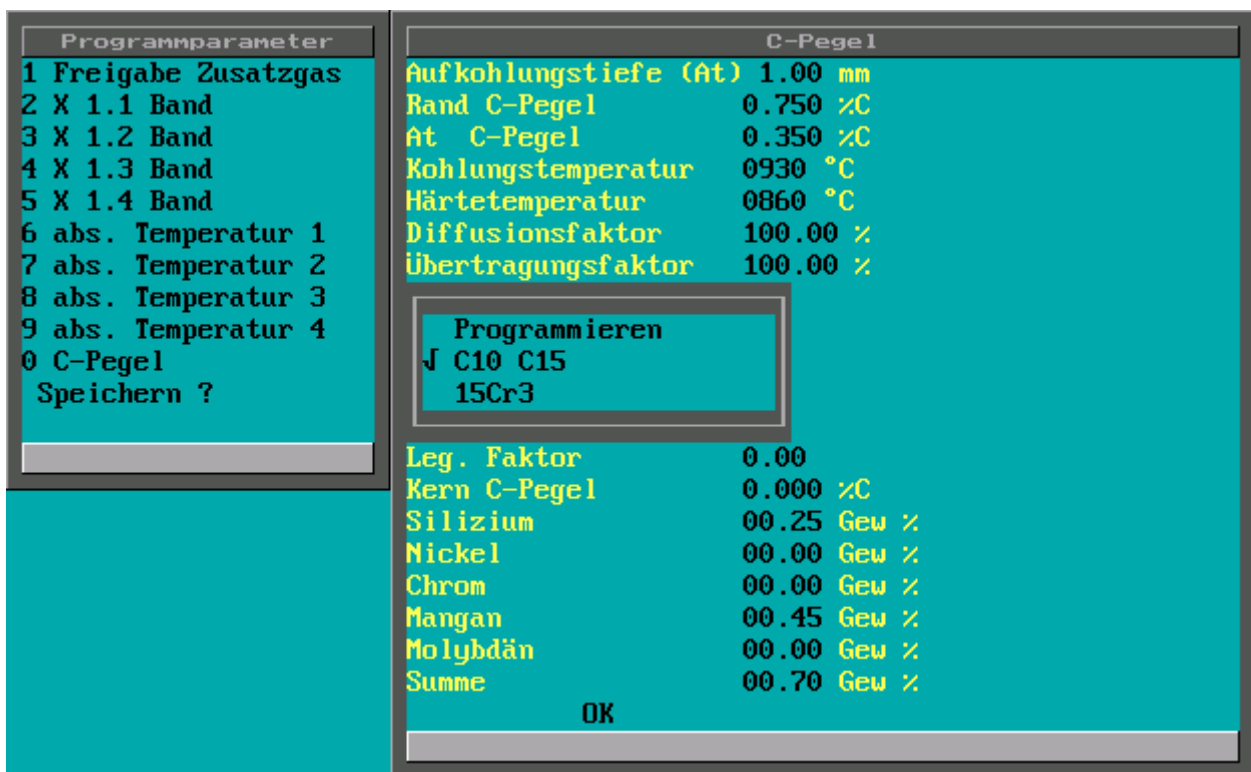 Programmparameter
1 Freigabe Zusatzgas
2 X 1.1 Band
3 X 1.2 Band
4 X 1.3 Band
5 X 1.4 Band
6 abs. Temperatur 1
7 abs. Temperatur 2
8 abs. Temperatur 3
9 abs. Temperatur 4
0 C-Pegel
Speichern ?
C-Pegel
Aufkohlungstiefe (At) 1.00 mm
Rand C-Pegel 0.750 %C
At C-Pegel 0.350 %C
Kohlungstemperatur 0930 °C
Härtetemperatur 0860 °C
Diffusionsfaktor 100.00 %
Übertragungsfaktor 100.00 %
Programmieren
√ C10 C15
15Cr3
Leg. Faktor 0.00
Kern C-Pegel 0.000 %C
Silizium 00.25 Gew %
Nickel 00.00 Gew %
Chrom 00.00 Gew %
Mangan 00.45 Gew %
Molybdän 00.00 Gew %
Summe 00.70 Gew %
OK